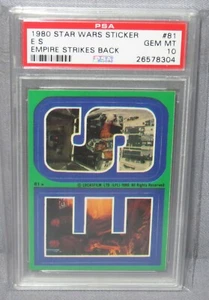 PSA
1980 STAR WARS STICKER #81
E S GEM MT
EMPIRE STRIKES BACK 10
26578304
S
E